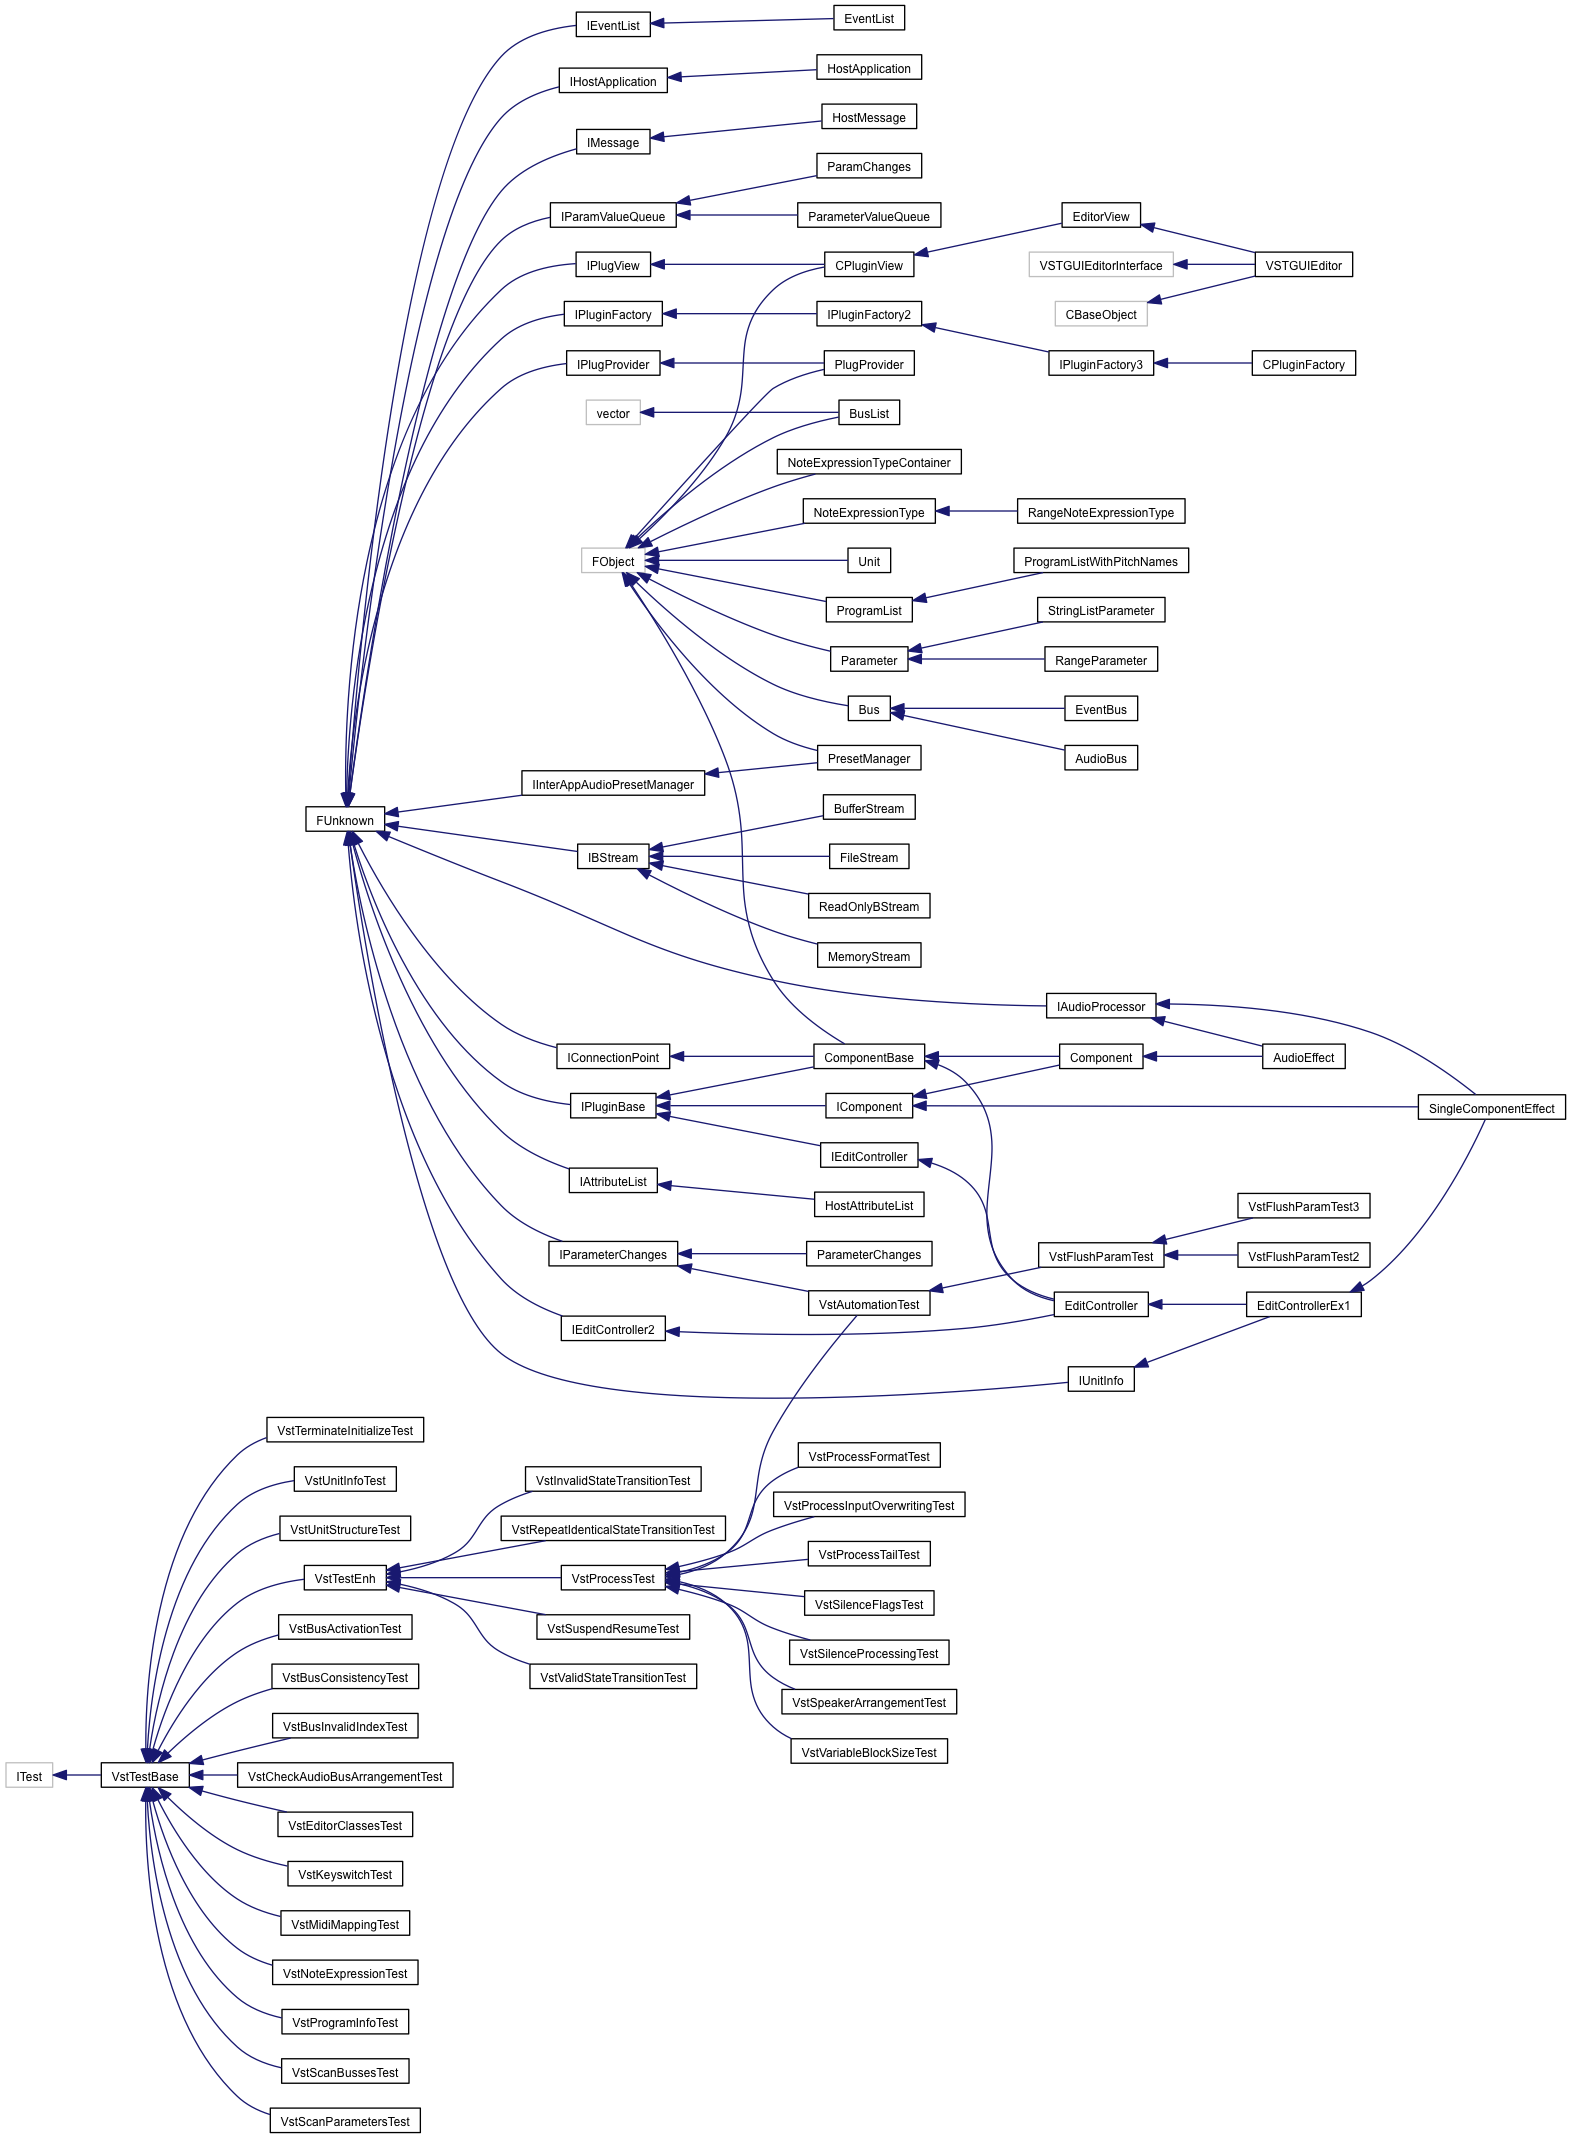 IEventList
EventList
IHostApplication
HostApplication
IMessage
HostMessage
IParamValueQueue
ParamChanges
ParameterValueQueue
IPlugView
CPluginView
EditorView
VSTGUIEditorInterface
VSTGUIEditor
CBaseObject
IPluginFactory
IPluginFactory2
IPluginFactory3
CPluginFactory
IPlugProvider
PlugProvider
vector
BusList
NoteExpressionTypeContainer
NoteExpressionType
RangeNoteExpressionType
FObject
Unit
ProgramList
ProgramListWithPitchNames
Parameter
StringListParameter
RangeParameter
Bus
EventBus
AudioBus
PresetManager
IInterAppAudioPresetManager
FUnknown
IBStream
BufferStream
FileStream
ReadOnlyBStream
MemoryStream
IAudioProcessor
IConnectionPoint
ComponentBase
Component
AudioEffect
IPluginBase
IComponent
SingleComponentEffect
IEditController
IAttributeList
HostAttributeList
IParameterChanges
ParameterChanges
VstAutomationTest
VstFlushParamTest
VstFlushParamTest3
VstFlushParamTest2
EditController
EditControllerEx1
IEditController2
IUnitInfo
VstTerminateInitializeTest
VstUnitInfoTest
VstUnitStructureTest
VstTestEnh
VstInvalidStateTransitionTest
VstRepeatIdenticalStateTransitionTest
VstProcessTest
VstSuspendResumeTest
VstValidStateTransitionTest
VstProcessFormatTest
VstProcessInputOverwritingTest
VstProcessTailTest
VstSilenceFlagsTest
VstSilenceProcessingTest
VstSpeakerArrangementTest
VstVariableBlockSizeTest
VstBusActivationTest
VstBusConsistencyTest
VstBusInvalidIndexTest
ITest
VstTestBase
VstCheckAudioBusArrangementTest
VstEditorClassesTest
VstKeyswitchTest
VstMidiMappingTest
VstNoteExpressionTest
VstProgramInfoTest
VstScanBussesTest
VstScanParametersTest